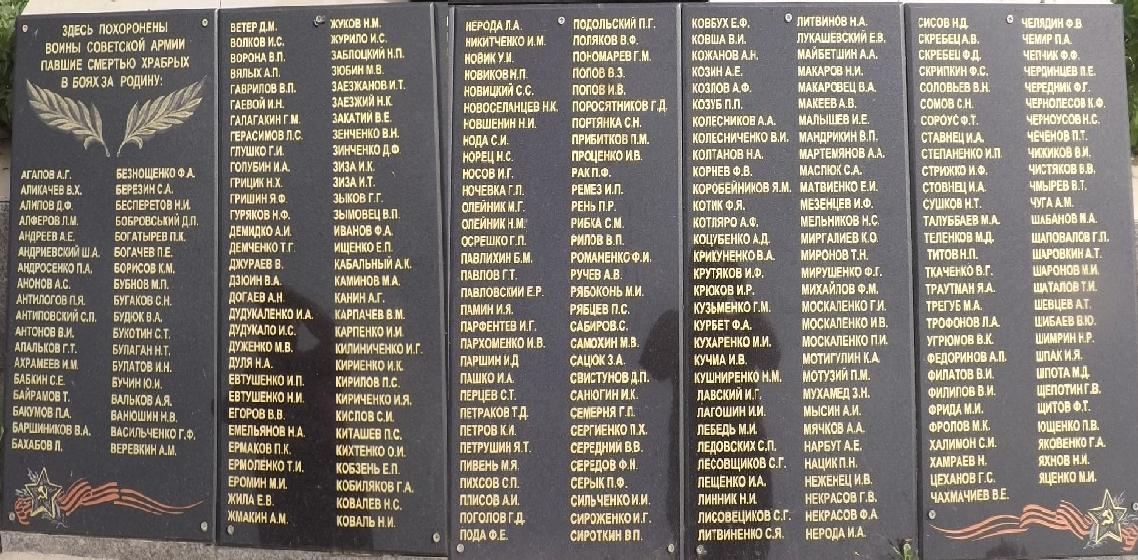 ЗДЕСЬ ПОХОРОНЕНЫ
ВОИНЫ СОВЕТСКОЙ АРМИИ
ПАВШИЕ СМЕРТЬЮ ХРАБРЫХ
В БОЯХ ЗА РОДИНУ:
АГАПОВ А.Г.
АЛИКАЧЕВ В.Х.
АЛИПОВ Д.Ф.
АЛФЕРОВ Л.М.
АНДРЕЕВ А.Е.
АНДРИЕВСКИЙ Ш.А.
АНДРОСЕНКО П.А.
АНОНОВ А.С.
АНТИЛОГОВ П.Я.
АНТИПОВСКИЙ С.П.
АНТОНОВ В.И.
АПАЛЬКОВ Г.Т.
АХРАМЕЕВ И.М.
БАБКИН С.Е.
БАЙРАМОВ Т.
БАКУМОВ П.А.
БАРШИНИКОВ В.А.
БАХАБОВ Л.
БЕЗНОЩЕНКО Ф.А.
БЕРЕЗИН С.А.
БЕСПЕРЕТОВ Н.И.
БОБРОВСЬКИЙ Д.П.
БОГАТЫРЕВ П.К.
БОГАЧЕВ П.Е.
БОРИСОВ К.М.
БУБНОВ М.П.
БУГАКОВ С.Н.
БУДЮК В.А.
БУКОТИН С.Т.
БУЛАГАН Н.Т.
БУЛАТОВ И.Н.
БУЧИН Ю.И.
ВАЛЬКОВ А.Я.
ВАНЮШИН Н.В.
ВАСИЛЬЧЕНКО Г.Ф.
ВЕРЕВКИН А.М.
ВЕТЕР Д.М.
ВОЛКОВ И.С.
ВОРОНА В.П.
ВЯЛЫХ А.П.
ГАВРИЛОВ В.П.
ГАЕВОЙ И.Н.
ГАЛАГАКИН Г.М.
ГЕРАСИМОВ Л.С.
ГЛУШКО Г.И.
ГОЛУБИН И.А.
ГРИЦИК Н.Х.
ГРИШИН Я.Ф.
ГУРЯКОВ Н.Ф.
ДЕМИДКО А.И.
ДЕМЧЕНКО Т.Г.
ДЖУРАЕВ В.
ДЗЮИН В.А.
ДОГАЕВ А.Н.
ДУДУКАЛЕНКО И.А.
ДУДУКАЛО И.С.
ДУЖЕНКО М.В.
ДУЛЯ Н.А.
ЕВТУШЕНКО И.П.
ЕВТУШЕНКО Н.И.
ЕГОРОВ В.В.
ЕМЕЛЬЯНОВ Н.А.
ЕРМАКОВ П.К.
ЕРМОЛЕНКО Т.И.
ЕРОМИН М.И.
ЖИЛА Е.В.
ЖМАКИН А.М.
ЖУКОВ Н.М.
ЖУРИЛО И.С.
ЗАБЛОЦКИЙ Н.П.
ЗЮБИН М.В.
ЗАЕЗЖАНОВ И.Т.
ЗАЕЗЖИЙ Н.К.
ЗАКАТИЙ В.Е.
ЗЕНЧЕНКО В.Н.
ЗИНЧЕНКО Д.Ф.
ЗИЗА И.К.
ЗИЗА И.Т.
ЗЫКОВ Г.Г.
ЗЫМОВЕЦ В.П.
ИВАНОВ Ф.А.
ИЩЕНКО Е.П.
КАБАЛЬНЫЙ А.К.
КАМИНОВ М.А.
КАНИН А.Г.
КАРПАЧЕВ В.М.
КАРПЕНКО И.И.
КИЛИНИЧЕНКО И.Г.
КИРИЕНКО И.К.
КИРИЛОВ П.С.
КИРИЧЕНКО И.Я.
КИСЛОВ С.И.
КИТАШЕВ П.С.
КИХТЕНКО О.И.
КОБЗЕНЬ Е.П.
КОБИЛЯКОВ Г.А.
КОВАЛЕВ Н.С.
КОВАЛЬ Н.И.
НЕРОДА Л.А.
НИКИТЧЕНКО И.М.
НОВИК У.И.
НОВИКОВ Н.П.
НОВИЦКИЙ С.С.
НОВОСЕЛАНЦЕВ Н.К.
НОВШЕНИН Н.И.
НОДА С.И.
НОРЕЦ Н.С.
НОСОВ И.Г.
НОЧЕВКА Г.П.
ОЛЕЙНИК М.Г.
ОЛЕЙНИК Н.М.
ОСРЕШКО Г.П.
ПАВЛИХИН Б.М.
ПАВЛОВ Г.Т.
ПАВЛОВСКИЙ Е.Р.
ПАМИН И.Я.
ПАРФЕНТЕВ И.Г.
ПАРХОМЕНКО И.В.
ПАРШИН И.Д.
ПАШКО И.А.
ПЕРЦЕВ С.Т.
ПЕТРАКОВ Т.Д.
ПЕТРОВ К.И.
ПЕТРУШИН Я.Т.
ПИВЕНЬ М.Я.
ПИХСОВ С.П.
ПЛИСОВ А.И.
ПОГОЛОВ Г.Д.
ПОДА Ф.Е.
ПОДОЛЬСКИЙ П.Г.
ПОЛЯКОВ В.Ф.
ПОНОМАРЕВ Г.М.
ПОПОВ В.З.
ПОПОВ И.В.
ПОРОСЯТНИКОВ Г.Д.
ПОРТЯНКА С.Н.
ПРИБИТКОВ П.М.
ПРОЦЕНКО И.В.
РАК П.Ф.
РЕМЕЗ И.П.
РЕНЬ П.Р.
РИБКА С.М.
РИЛОВ В.П.
РОМАНЕНКО Ф.И.
РУЧЕВ А.В.
РЯБОКОНЬ М.И.
РЯБЦЕВ П.С.
САБИРОВ С.
САМОХИН М.В.
САЦЮК З.А.
СВИСТУНОВ Д.П.
САНЮГИН И.К.
СЕМЕРНЯ Г.П.
СЕРГИЕНКО П.Х.
СЕРЕДНИЙ В.В.
СЕРЕДОВ Ф.Н.
СЕРЫК П.Ф.
СИЛЬЧЕНКО И.И.
СИРОЖЕНКО И.Г.
СИРОТКИН В.П.
КОВБУХ Е.Ф.
КОВША В.И.
КОЖАНОВ А.Н.
КОЗИН А.Е.
КОЗЛОВ А.Ф.
КОЗУБ П.П.
КОЛЕСНИКОВ А.А.
КОЛЕСНИЧЕНКО В.И.
КОЛТАНОВ Н.А.
КОРНЕВ Ф.В.
КОРОБЕЙНИКОВ Я.М.
КОТИК Ф.Я.
КОТЛЯРО А.Ф.
КОЦУБЕНКО А.Д.
КРИКУНЕНКО В.А.
КРУТЯКОВ И.Ф.
КРЮКОВ И.Р.
КУЗЬМЕНКО Г.М.
КУРБЕТ Ф.А.
КУХАРЕНКО М.И.
КУЧМА И.В.
КУШНИРЕНКО Н.М.
ЛАВСКИЙ И.Г.
ЛАГОШИН И.И.
ЛЕБЕДЬ М.И.
ЛЕДОВСКИХ С.П.
ЛЕСОВЩИКОВ С.Г.
ЛЕЩЕНКО И.А.
ЛИННИК Н.И.
ЛИСОВЕЦИКОВ С.Г.
ЛИТВИНЕНКО С.Я.
ЛИТВИНОВ Н.А.
ЛУКАШЕВСКИЙ Е.В.
МАЙБЕТШИН А.А.
МАКАРОВ Н.И.
МАКАРОВЕЦ В.А.
МАКЕЕВ А.В.
МАЛЫШЕВ И.Е.
МАНДРИКИН В.П.
МАРТЕМЯНОВ А.А.
МАСЛЮК С.А.
МАТВИЕНКО Е.И.
МЕЗЕНЦЕВ И.Ф.
МЕЛЬНИКОВ Н.С.
МИРГАЛИЕВ К.О.
МИРОНОВ Т.Н.
МИРУШЕНКО Ф.Г.
МИХАЙЛОВ Ф.М.
МОСКАЛЕНКО Г.И.
МОСКАЛЕНКО И.В.
МОСКАЛЕНКО П.И.
МОТИГУЛИН К.А.
МОТУЗИЙ П.М.
МУХАМЕД З.Н.
МЫСИН А.И.
МЯЧКОВ А.А.
НАРБУТ А.Е.
НАЦИК П.Н.
НЕЖЕНЕЦ И.В.
НЕКРАСОВ Г.В.
НЕКРАСОВ Ф.А.
НЕРОДА И.А.
СИСОВ Н.Д.
СКРЕБЕЦ А.В.
СКРЕБЕЦ Ф.Д.
СКРИПКИН Ф.С.
СОЛОВЬЕВ В.Н.
СОМОВ С.Н.
СОРОУС Ф.Т.
СТАВНЕЦ И.А.
СТЕПАНЕНКО И.П.
СТРИЖКО И.Ф.
СТОВНЕЦ И.А.
СУШКОВ Н.Т.
ТАЛУББАЕВ М.А.
ТЕЛЕНКОВ М.Д.
ТИТОВ Н.П.
ТКАЧЕНКО В.Г.
ТРАУТМАН Я.А.
ТРЕГУБ М.А.
ТРОФОНОВ Л.А.
УГРЮМОВ В.К.
ФЕДОРИНОВ А.П.
ФИЛАТОВ В.И.
ФИЛИПОВ В.И.
ФРИДА М.И.
ФРОЛОВ М.К.
ХАЛИМОН С.И.
ХАМРАЕВ Н.
ЦЕХАНОВ Г.С.
ЧАХМАЧИЕВ В.Е.
ЧЕЛЯДИН Ф.В.
ЧЕМИР П.А.
ЧЕПЧИК Ф.Ф.
ЧЕРДИНЦЕВ П.Е.
ЧЕРЕДНИК Ф.Г.
ЧЕРНОЛЕСОВ К.Ф.
ЧЕРНОУСОВ Н.С.
ЧЕЧЁНОВ П.Т.
ЧИЖИКОВ В.И.
ЧИСТЯКОВ В.В.
ЧМЫРЕВ В.Т.
ЧУГА А.М.
ШАБАНОВ М.А.
ШАПОВАЛОВ Г.П.
ШАРОВКИН А.Т.
ШАРОНОВ М.И.
ШАТАЛОВ Т.И.
ШЕВЦЕВ А.Т.
ШИБАЕВ В.Ю.
ШИМРИН Н.Р.
ШПАК И.Я.
ШПОТА М.Д.
ЩЕПОТИН Г.В.
ЩИТОВ Ф.Т.
ЮЩЕНКО П.В.
ЯКОВЕНКО Г.А.
ЯХНОВ Н.И.
ЯЦЕНКО М.И.